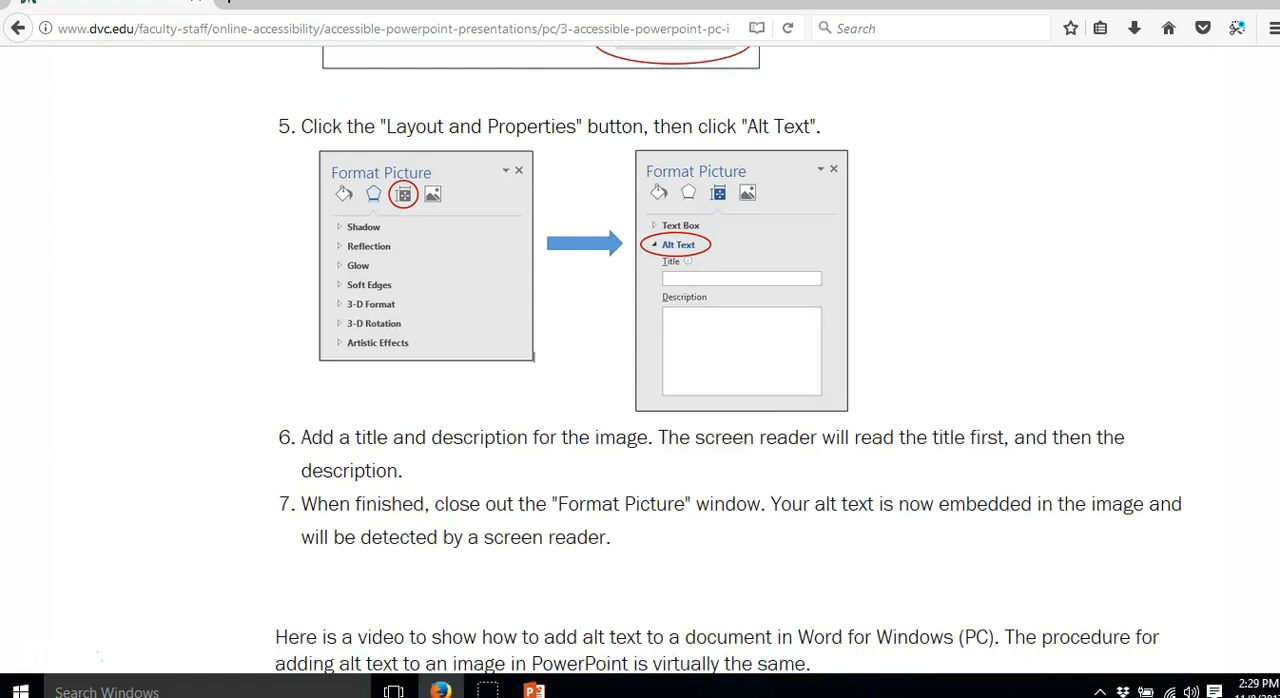 www.dvc.edu/faculty-staff/online-accessibility/accessible-powerpoint-presentations/pc/3-accessible-powerpoint-pc-i
Search
5. Click the "Layout and Properties" button, then click "Alt Text".
Format Picture
Shadow
Reflection
Glow
Soft Edges
3-D Format
3-D Rotation
Artistic Effects
Format Picture
Text Box
Alt Text
Title
Description
6. Add a title and description for the image. The screen reader will read the title first, and then the
description.
7. When finished, close out the "Format Picture" window. Your alt text is now embedded in the image and
will be detected by a screen reader.
Here is a video to show how to add alt text to a document in Word for Windows (PC). The procedure for
adding alt text to an image in PowerPoint is virtually the same.
Search Windows
2:29 PM